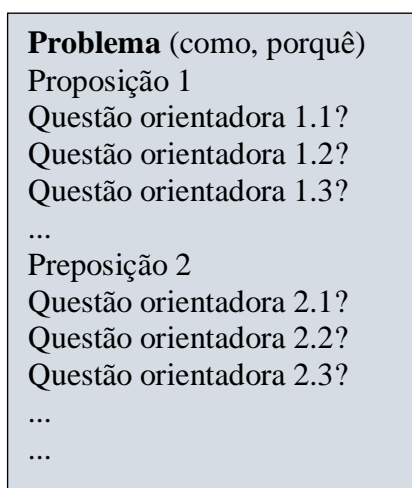 Problema (como, porquê)
Proposição 1
Questão orientadora 1.1?
Questão orientadora 1.2?
Questão orientadora 1.3?
...
Preposição 2
Questão orientadora 2.1?
Questão orientadora 2.2?
Questão orientadora 2.3?
...
...